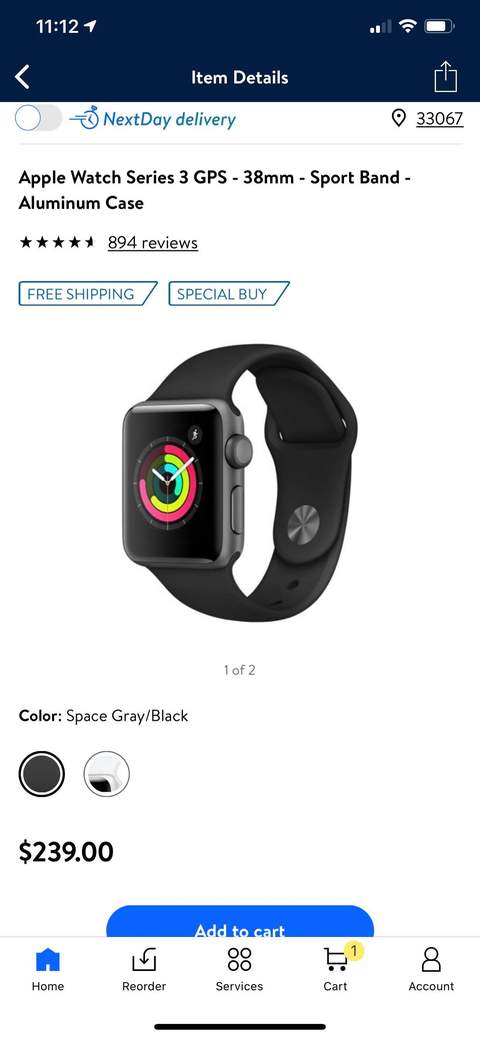 11:12
Item Details
NextDay delivery
33067
Apple Watch Series 3 GPS - 38mm - Sport Band -
Aluminum Case
894 reviews
FREE SHIPPING
SPECIAL BUY
1 of 2
Color: Space Gray/Black
$239.00
Add to cart
1
Home
Reorder
Services
Cart
Account